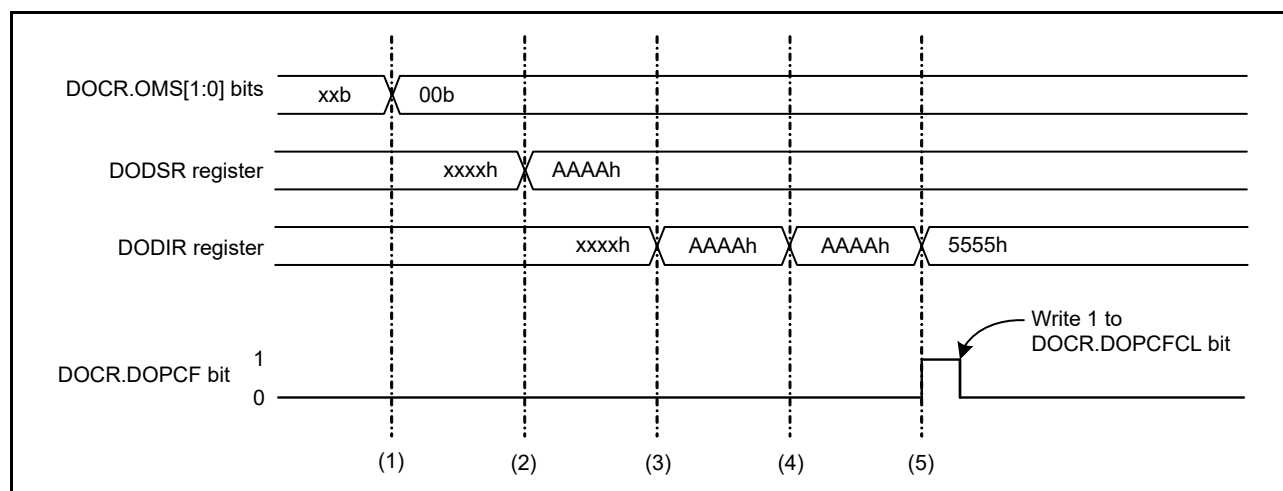 DOCR.OMS[1:0] bits xxb 00b
DODSR register xxxxh AAAAh
DODIR register xxxxh AAAAh AAAAh 5555h
Write 1 to
DOCR.DOPCFCL bit
1
DOCR.DOPCF bit
0
(1) (2) (3) (4) (5)